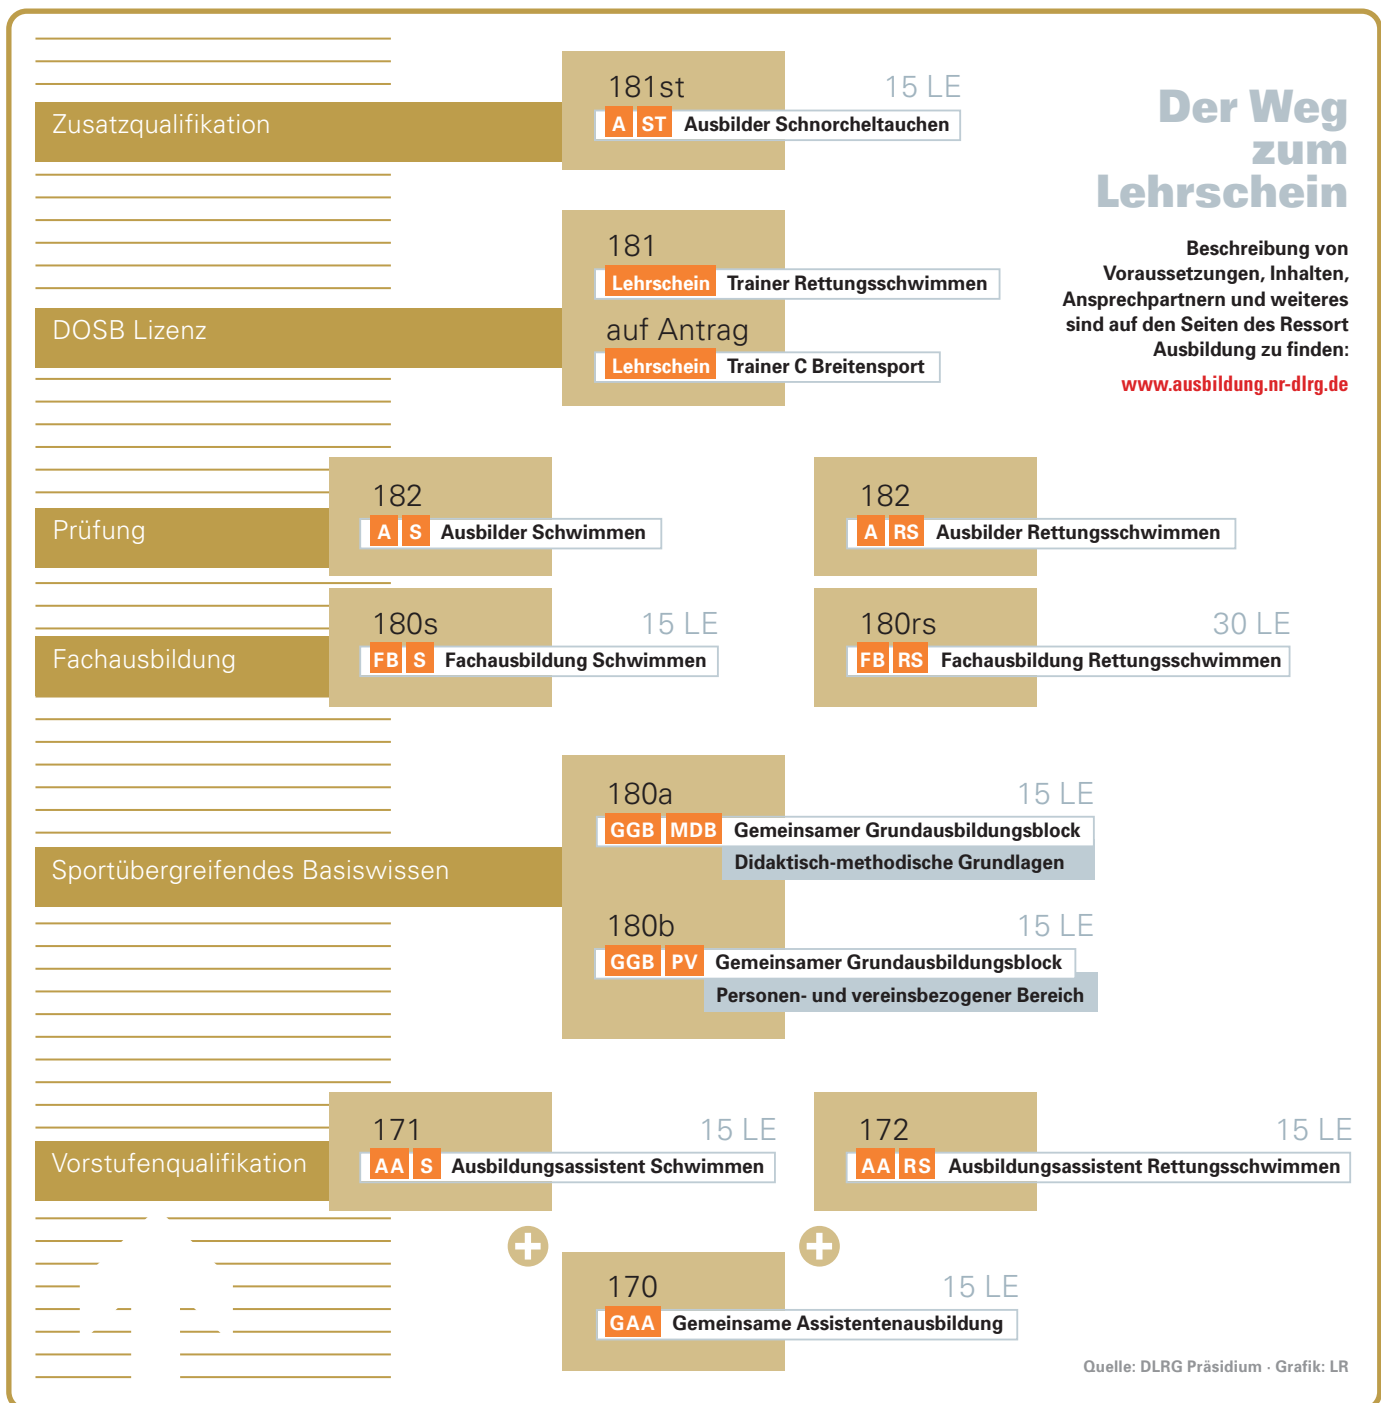 Der Weg
zum
Lehrschein
Beschreibung von
Voraussetzungen, Inhalten,
Ansprechpartnern und weiteres
sind auf den Seiten des Ressort
Ausbildung zu finden:
www.ausbildung.nr-dlrg.de
Zusatzqualifikation
181st 15 LE
A ST Ausbilder Schnorcheltauchen
DOSB Lizenz
181
Lehrschein Trainer Rettungsschwimmen
auf Antrag
Lehrschein Trainer C Breitensport
Prüfung
182
A S Ausbilder Schwimmen
182
A RS Ausbilder Rettungsschwimmen
Fachausbildung
180s 15 LE
FB S Fachausbildung Schwimmen
180rs 30 LE
FB RS Fachausbildung Rettungsschwimmen
Sportübergreifendes Basiswissen
180a 15 LE
GGB MDB Gemeinsamer Grundausbildungsblock
Didaktisch-methodische Grundlagen
180b 15 LE
GGB PV Gemeinsamer Grundausbildungsblock
Personen- und vereinsbezogener Bereich
Vorstufenqualifikation
171 15 LE
AA S Ausbildungsassistent Schwimmen
172 15 LE
AA RS Ausbildungsassistent Rettungsschwimmen
170 15 LE
GAA Gemeinsame Assistentenausbildung
Quelle: DLRG Präsidium · Grafik: LR